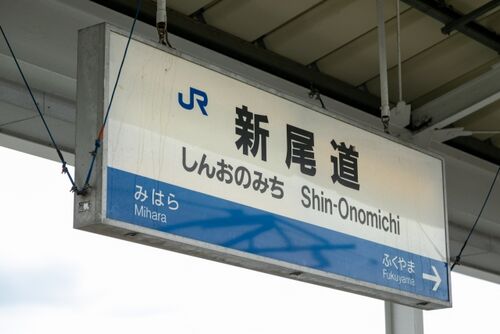 JR 新尾道
しんおのみち Shin-Onomichi
みはら ふくやま
Mihara Fukuyama